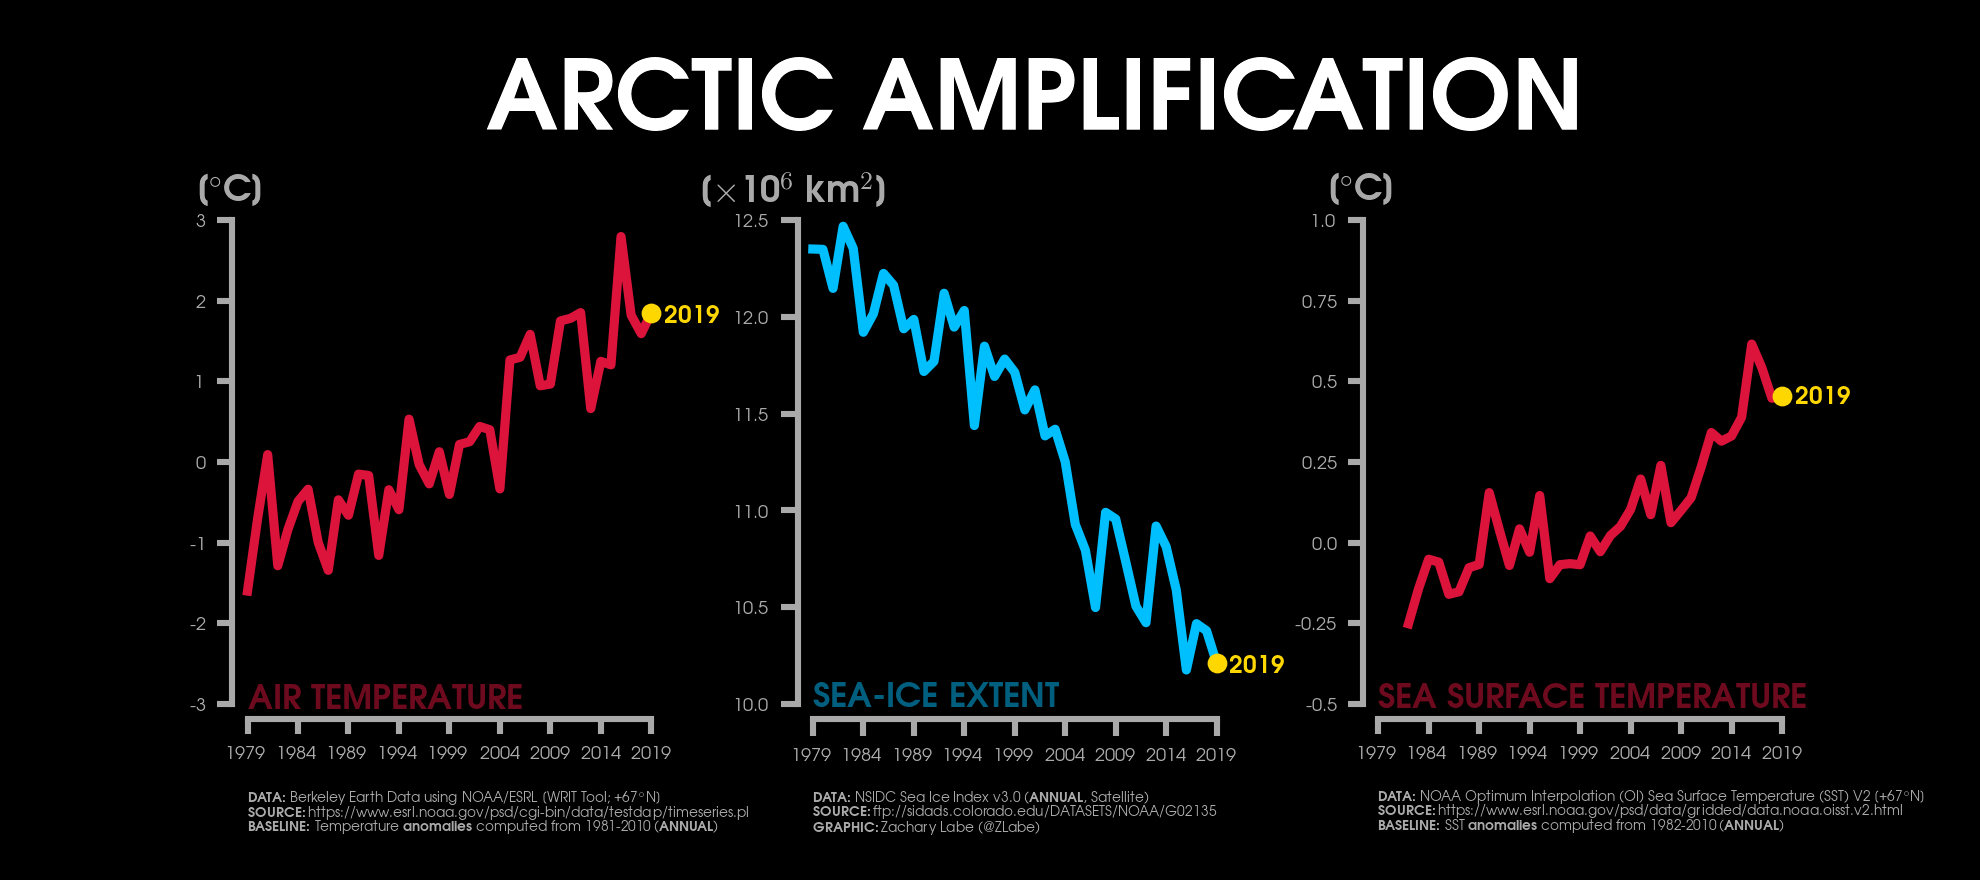 ARCTIC AMPLIFICATION
(°C)
3
2
1
0
-1
-2
-3
2019
AIR TEMPERATURE
1979 1984 1989 1994 1999 2004 2009 2014 2019
DATA: Berkeley Earth Data using NOAA/ESRL (WRIT Tool; +67°N)
SOURCE: https://www.esrl.noaa.gov/psd/cgi-bin/data/testdap/timeseries.pl
BASELINE: Temperature anomalies computed from 1981-2010 (ANNUAL)
(×10⁶ km²)
12.5
12.0
11.5
11.0
10.5
10.0
2019
SEA-ICE EXTENT
1979 1984 1989 1994 1999 2004 2009 2014 2019
DATA: NSIDC Sea Ice Index v3.0 (ANNUAL, Satellite)
SOURCE: ftp://sidads.colorado.edu/DATASETS/NOAA/G02135
GRAPHIC: Zachary Labe (@ZLabe)
(°C)
1.0
0.75
0.5
0.25
0.0
-0.25
-0.5
2019
SEA SURFACE TEMPERATURE
1979 1984 1989 1994 1999 2004 2009 2014 2019
DATA: NOAA Optimum Interpolation (OI) Sea Surface Temperature (SST) V2 (+67°N)
SOURCE: https://www.esrl.noaa.gov/psd/data/gridded/data.noaa.oisst.v2.html
BASELINE: SST anomalies computed from 1982-2010 (ANNUAL)